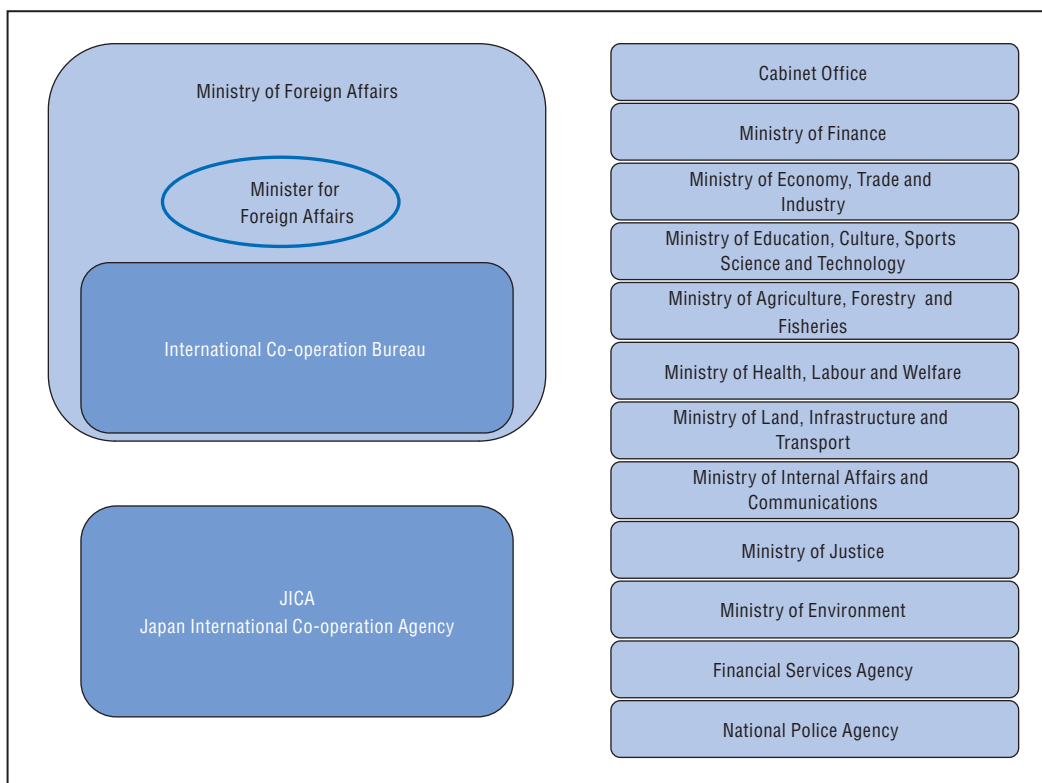 Ministry of Foreign Affairs
Minister for
Foreign Affairs
International Co-operation Bureau
JICA
Japan International Co-operation Agency
Cabinet Office
Ministry of Finance
Ministry of Economy, Trade and
Industry
Ministry of Education, Culture, Sports
Science and Technology
Ministry of Agriculture, Forestry and
Fisheries
Ministry of Health, Labour and Welfare
Ministry of Land, Infrastructure and
Transport
Ministry of Internal Affairs and
Communications
Ministry of Justice
Ministry of Environment
Financial Services Agency
National Police Agency